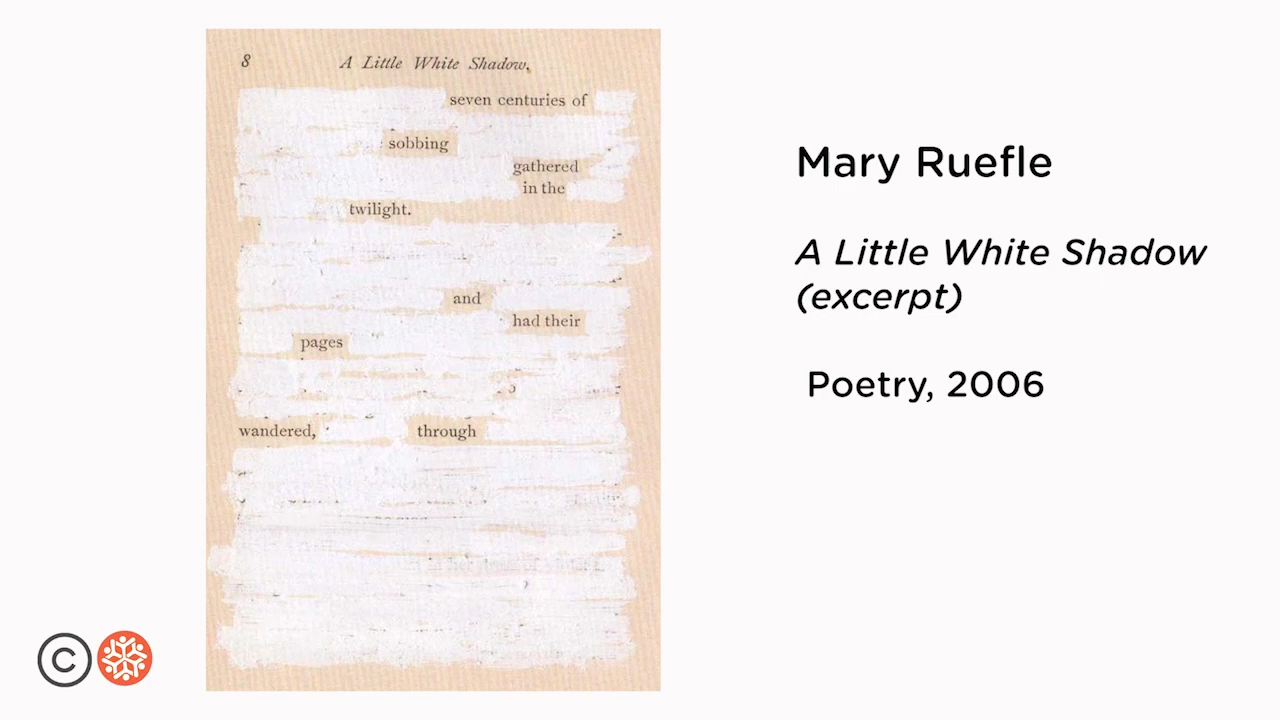 8 A Little White Shadow.
seven centuries of
sobbing
gathered
in the
twilight.
and
had their
pages
wandered, through
Mary Ruefle
A Little White Shadow
(excerpt)
Poetry, 2006
©